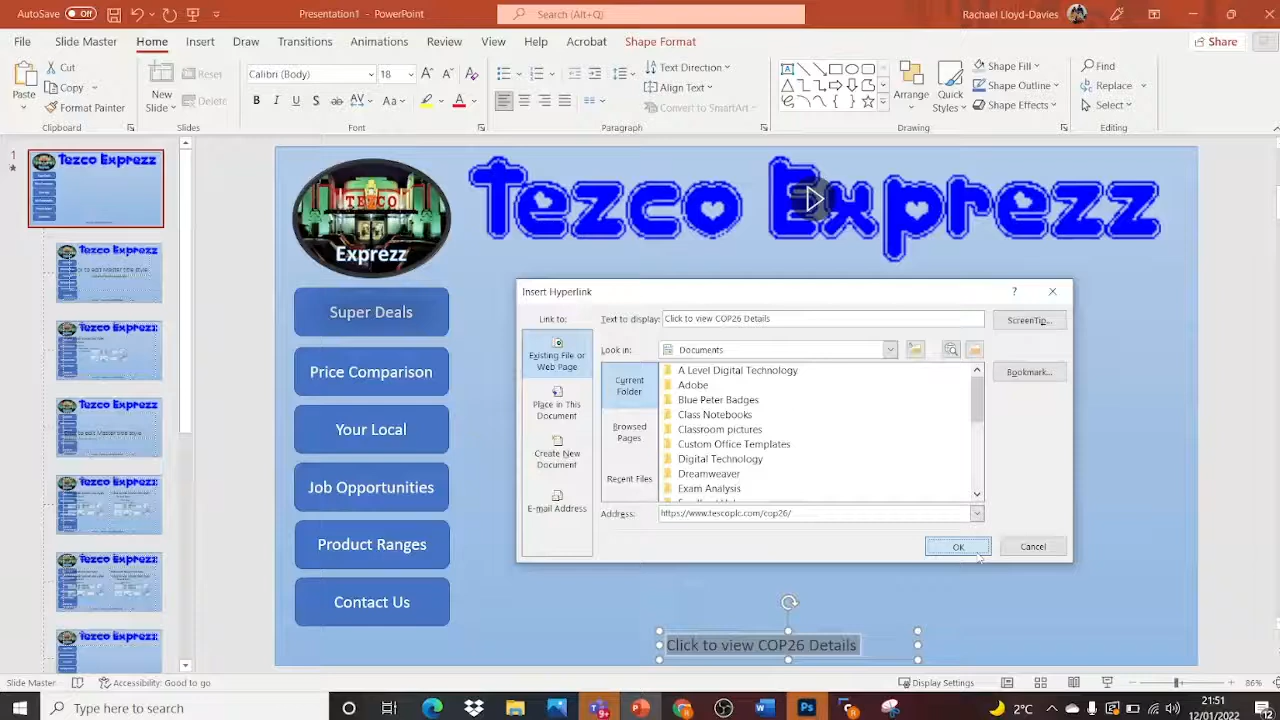 AutoSave Off
Presentation1 - PowerPoint
Search (Alt+Q)
Rachael Lloyd-Davies
File Slide Master Home Insert Draw Transitions Animations Review View Help Acrobat Shape Format
Share
Paste
Cut
Copy
Format Painter
Clipboard
New Slide
Reset
Delete
Slides
Calibri (Body) 18
Font
Text Direction
Align Text
Convert to SmartArt
Paragraph
Arrange
Quick Styles
Shape Fill
Shape Outline
Shape Effects
Drawing
Find
Replace
Select
Editing
1
Tezco Exprezz
TEZCO
Exprezz
Super Deals
Price Comparison
Your Local
Job Opportunities
Product Ranges
Contact Us
Insert Hyperlink
Link to:
Text to display: Click to view COP26 Details
ScreenTip...
Existing File or Web Page
Look in: Documents
Bookmark...
Place in This Document
Create New Document
E-mail Address
Current Folder
Browsed Pages
Recent Files
A Level Digital Technology
Adobe
Blue Peter Badges
Class Notebooks
Classroom pictures
Custom Office Templates
Digital Technology
Dreamweaver
Exam Analysis
Address: https://www.tescoplc.com/cop26/
OK
Cancel
Click to view COP26 Details
Slide Master
Accessibility: Good to go
Display Settings
86%
Type here to search
2°C
21:51
12/01/2022